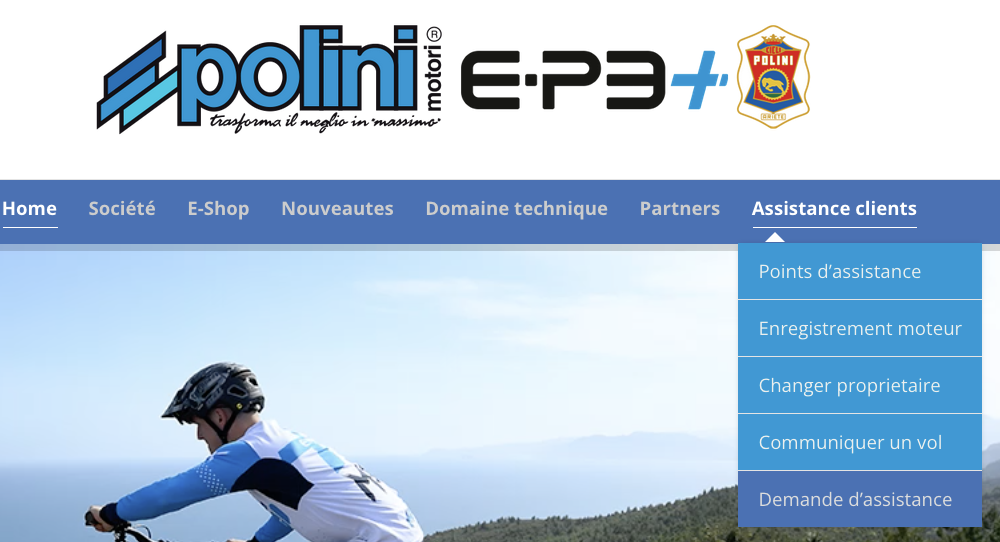 polini
motori®
trasforma il meglio in "massimo"
E-P3+
CICLI
POLINI
ARIETE
Home
Société
E-Shop
Nouveautes
Domaine technique
Partners
Assistance clients
Points d’assistance
Enregistrement moteur
Changer proprietaire
Communiquer un vol
Demande d’assistance